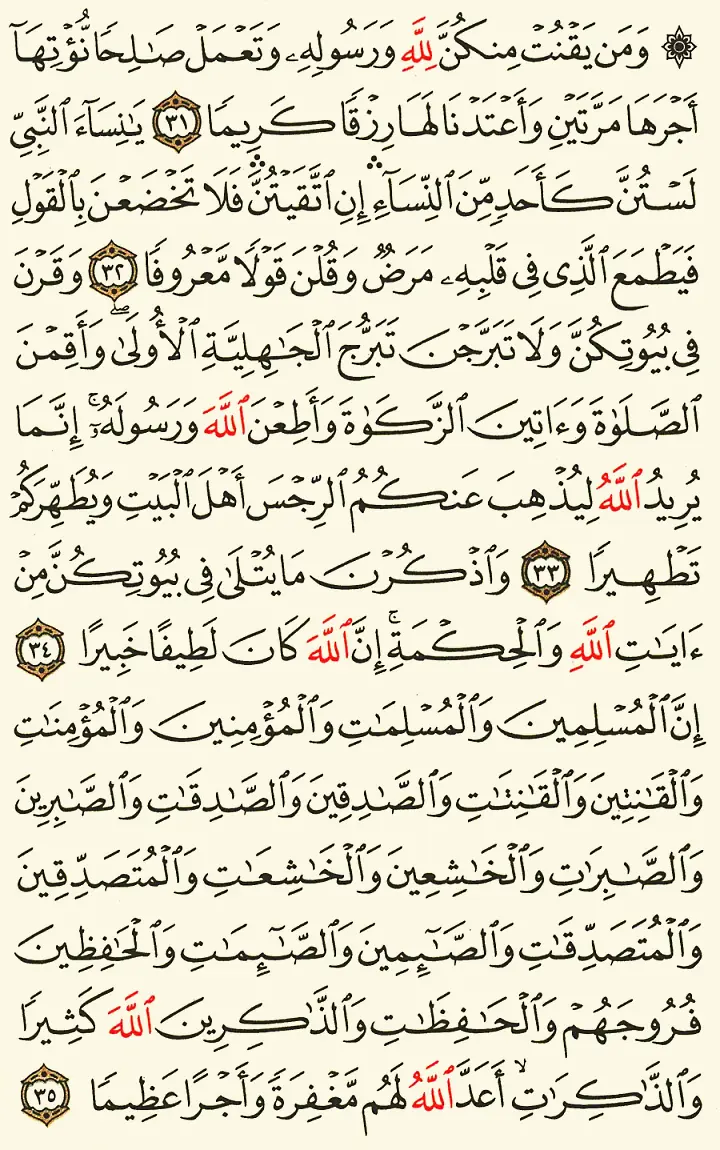 ۞ وَمَن يَقْنُتْ مِنكُنَّ لِلَّهِ وَرَسُولِهِۦ وَتَعْمَلْ صَـٰلِحًا نُّؤْتِهَآ
أَجْرَهَا مَرَّتَيْنِ وَأَعْتَدْنَا لَهَا رِزْقًا كَرِيمًا ٣١ يَـٰنِسَآءَ ٱلنَّبِىِّ
لَسْتُنَّ كَأَحَدٍ مِّنَ ٱلنِّسَآءِ ۛ إِنِ ٱتَّقَيْتُنَّ ۛ فَلَا تَخْضَعْنَ بِٱلْقَوْلِ
فَيَطْمَعَ ٱلَّذِى فِى قَلْبِهِۦ مَرَضٌ وَقُلْنَ قَوْلًا مَّعْرُوفًا ٣٢ وَقَرْنَ
فِى بُيُوتِكُنَّ وَلَا تَبَرَّجْنَ تَبَرُّجَ ٱلْجَـٰهِلِيَّةِ ٱلْأُولَىٰ ۖ وَأَقِمْنَ
ٱلصَّلَوٰةَ وَءَاتِينَ ٱلزَّكَوٰةَ وَأَطِعْنَ ٱللَّهَ وَرَسُولَهُۥٓ ۚ إِنَّمَا
يُرِيدُ ٱللَّهُ لِيُذْهِبَ عَنكُمُ ٱلرِّجْسَ أَهْلَ ٱلْبَيْتِ وَيُطَهِّرَكُمْ
تَطْهِيرًا ٣٣ وَٱذْكُرْنَ مَا يُتْلَىٰ فِى بُيُوتِكُنَّ مِنْ
ءَايَـٰتِ ٱللَّهِ وَٱلْحِكْمَةِ ۚ إِنَّ ٱللَّهَ كَانَ لَطِيفًا خَبِيرًا ٣٤
إِنَّ ٱلْمُسْلِمِينَ وَٱلْمُسْلِمَـٰتِ وَٱلْمُؤْمِنِينَ وَٱلْمُؤْمِنَـٰتِ
وَٱلْقَـٰنِتِينَ وَٱلْقَـٰنِتَـٰتِ وَٱلصَّـٰدِقِينَ وَٱلصَّـٰدِقَـٰتِ وَٱلصَّـٰبِرِينَ
وَٱلصَّـٰبِرَٰتِ وَٱلْخَـٰشِعِينَ وَٱلْخَـٰشِعَـٰتِ وَٱلْمُتَصَدِّقِينَ
وَٱلْمُتَصَدِّقَـٰتِ وَٱلصَّـٰٓئِمِينَ وَٱلصَّـٰٓئِمَـٰتِ وَٱلْحَـٰفِظِينَ
فُرُوجَهُمْ وَٱلْحَـٰفِظَـٰتِ وَٱلذَّٰكِرِينَ ٱللَّهَ كَثِيرًا
وَٱلذَّٰكِرَٰتِ ۙ أَعَدَّ ٱللَّهُ لَهُم مَّغْفِرَةً وَأَجْرًا عَظِيمًا ٣٥